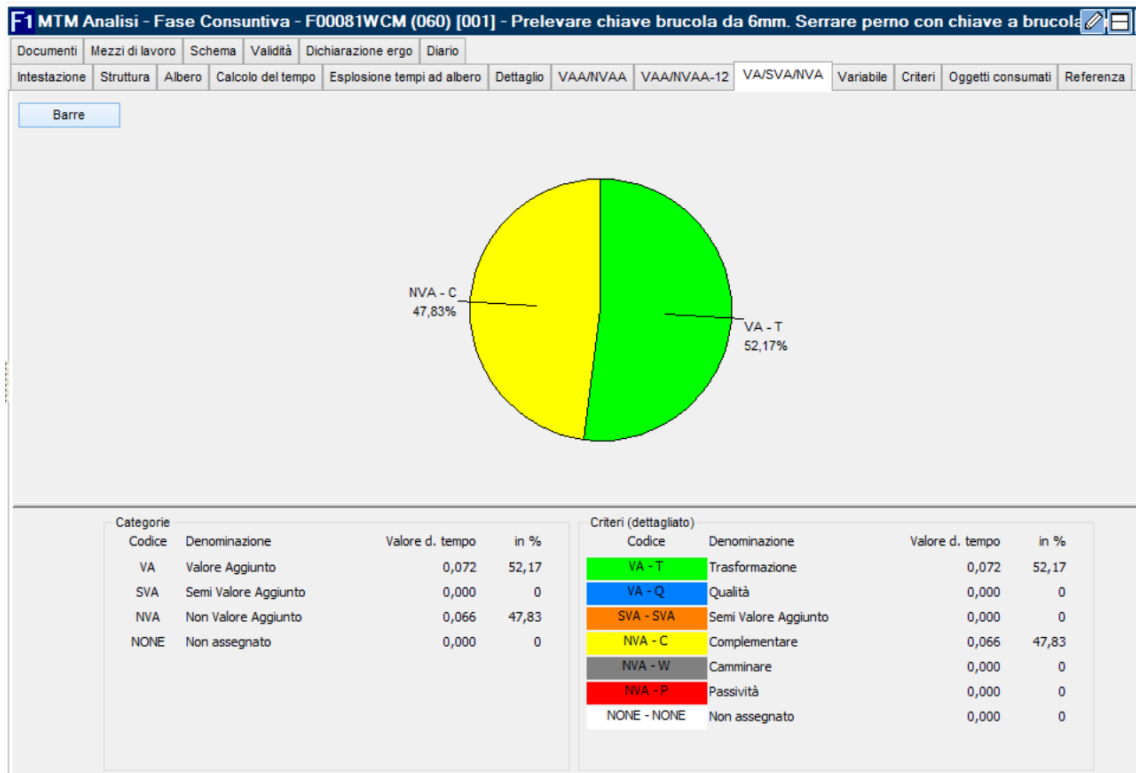 F1 MTM Analisi - Fase Consuntiva - F00081WCM (060) [001] - Prelevare chiave brucola da 6mm. Serrare perno con chiave a brucola
Documenti Mezzi di lavoro Schema Validità Dichiarazione ergo Diario
Intestazione Struttura Albero Calcolo del tempo Esplosione tempi ad albero Dettaglio VAA/NVAA VAA/NVAA-12 VA/SVA/NVA Variabile Criteri Oggetti consumati Referenza
Barre
NVA - C
47,83%
VA - T
52,17%
Categorie
Codice Denominazione Valore d. tempo in %
VA Valore Aggiunto 0,072 52,17
SVA Semi Valore Aggiunto 0,000 0
NVA Non Valore Aggiunto 0,066 47,83
NONE Non assegnato 0,000 0
Criteri (dettagliato)
Codice Denominazione Valore d. tempo in %
VA - T Trasformazione 0,072 52,17
VA - Q Qualità 0,000 0
SVA - SVA Semi Valore Aggiunto 0,000 0
NVA - C Complementare 0,066 47,83
NVA - W Camminare 0,000 0
NVA - P Passività 0,000 0
NONE - NONE Non assegnato 0,000 0